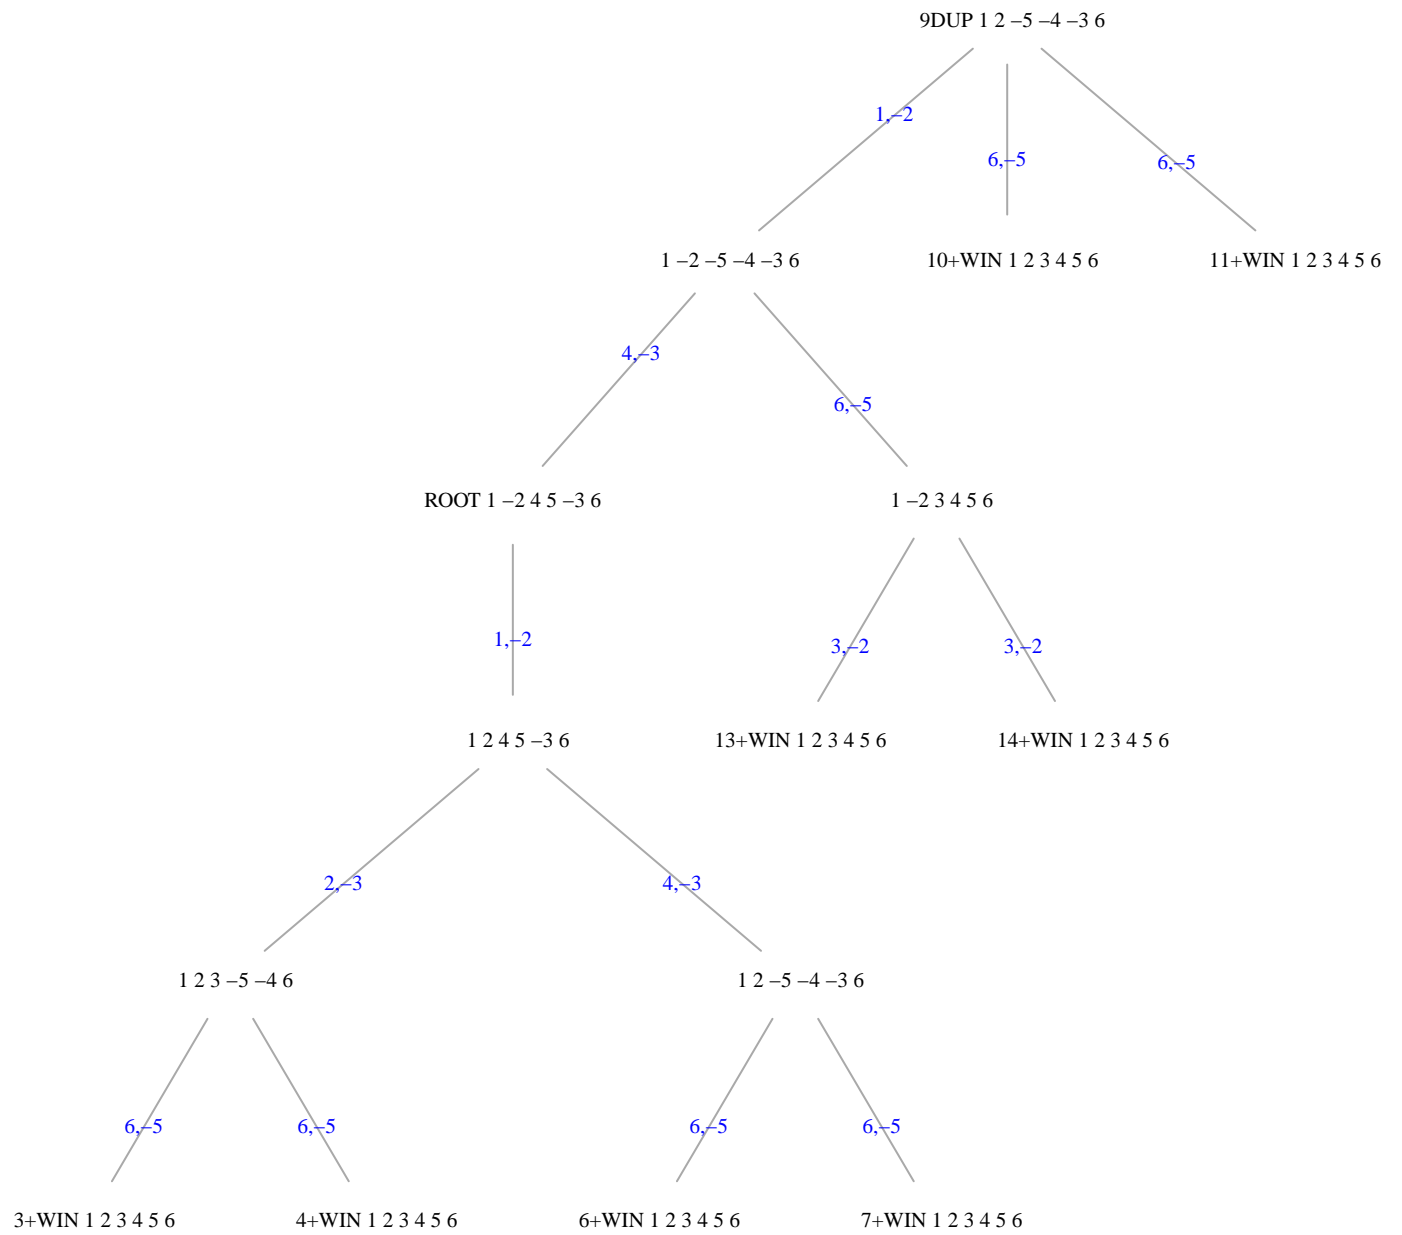 9DUP 1 2 –5 –4 –3 6
1,–2
6,–5
6,–5
1 –2 –5 –4 –3 6
10+WIN 1 2 3 4 5 6
11+WIN 1 2 3 4 5 6
4,–3
6,–5
ROOT 1 –2 4 5 –3 6
1 –2 3 4 5 6
1,–2
3,–2
3,–2
1 2 4 5 –3 6
13+WIN 1 2 3 4 5 6
14+WIN 1 2 3 4 5 6
2,–3
4,–3
1 2 3 –5 –4 6
1 2 –5 –4 –3 6
6,–5
6,–5
6,–5
6,–5
3+WIN 1 2 3 4 5 6
4+WIN 1 2 3 4 5 6
6+WIN 1 2 3 4 5 6
7+WIN 1 2 3 4 5 6